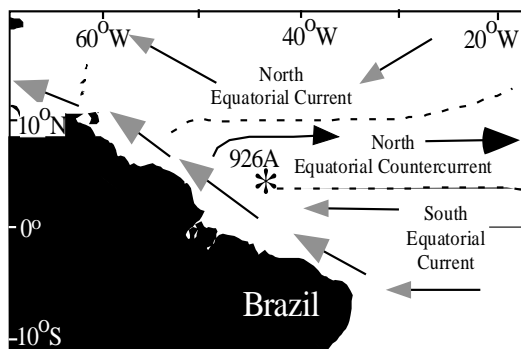 60°W 40°W 20°W
North
Equatorial Current
10°N
North
Equatorial Countercurrent
926A
*
South
Equatorial
Current
0°
Brazil
10°S